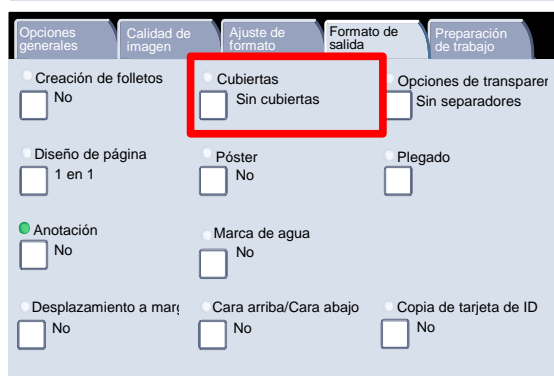 Opciones generales
Calidad de imagen
Ajuste de formato
Formato de salida
Preparación de trabajo
Creación de folletos
No
Cubiertas
Sin cubiertas
Opciones de transparen
Sin separadores
Diseño de página
1 en 1
Póster
No
Plegado
Anotación
No
Marca de agua
No
Desplazamiento a marg
No
Cara arriba/Cara abajo
No
Copia de tarjeta de ID
No